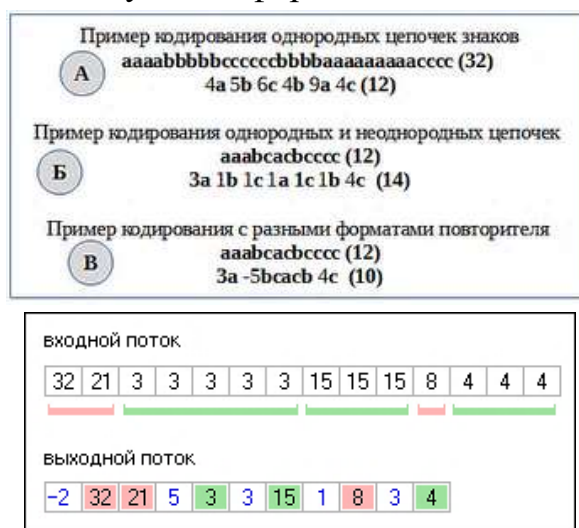 Пример кодирования однородных цепочек знаков
А
aaaabbbbbccccccbbbbaaaaaaaaacccc (32)
4a 5b 6c 4b 9a 4c (12)
Пример кодирования однородных и неоднородных цепочек
Б
aaabcacbcccc (12)
3a 1b 1c 1a 1c 1b 4c (14)
Пример кодирования с разными форматами повторителя
В
aaabcacbcccc (12)
3a -5bcacb 4c (10)
входной поток
32 21 3 3 3 3 3 15 15 15 8 4 4 4
выходной поток
-2 32 21 5 3 3 15 1 8 3 4